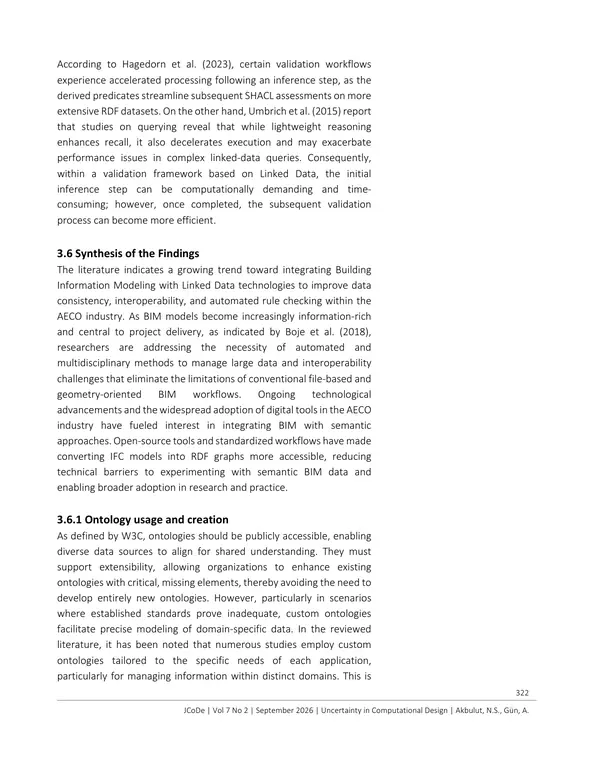 According to Hagedorn et al. (2023), certain validation workflows
experience accelerated processing following an inference step, as the
derived predicates streamline subsequent SHACL assessments on more
extensive RDF datasets. On the other hand, Umbrich et al. (2015) report
that studies on querying reveal that while lightweight reasoning
enhances recall, it also decelerates execution and may exacerbate
performance issues in complex linked-data queries. Consequently,
within a validation framework based on Linked Data, the initial
inference step can be computationally demanding and time-
consuming; however, once completed, the subsequent validation
process can become more efficient.
3.6 Synthesis of the Findings
The literature indicates a growing trend toward integrating Building
Information Modeling with Linked Data technologies to improve data
consistency, interoperability, and automated rule checking within the
AECO industry. As BIM models become increasingly information-rich
and central to project delivery, as indicated by Boje et al. (2018),
researchers are addressing the necessity of automated and
multidisciplinary methods to manage large data and interoperability
challenges that eliminate the limitations of conventional file-based and
geometry-oriented BIM workflows. Ongoing technological
advancements and the widespread adoption of digital tools in the AECO
industry have fueled interest in integrating BIM with semantic
approaches. Open-source tools and standardized workflows have made
converting IFC models into RDF graphs more accessible, reducing
technical barriers to experimenting with semantic BIM data and
enabling broader adoption in research and practice.
3.6.1 Ontology usage and creation
As defined by W3C, ontologies should be publicly accessible, enabling
diverse data sources to align for shared understanding. They must
support extensibility, allowing organizations to enhance existing
ontologies with critical, missing elements, thereby avoiding the need to
develop entirely new ontologies. However, particularly in scenarios
where established standards prove inadequate, custom ontologies
facilitate precise modeling of domain-specific data. In the reviewed
literature, it has been noted that numerous studies employ custom
ontologies tailored to the specific needs of each application,
particularly for managing information within distinct domains. This is
322
JCoDe | Vol 7 No 2 | September 2026 | Uncertainty in Computational Design | Akbulut, N.S., Gün, A.